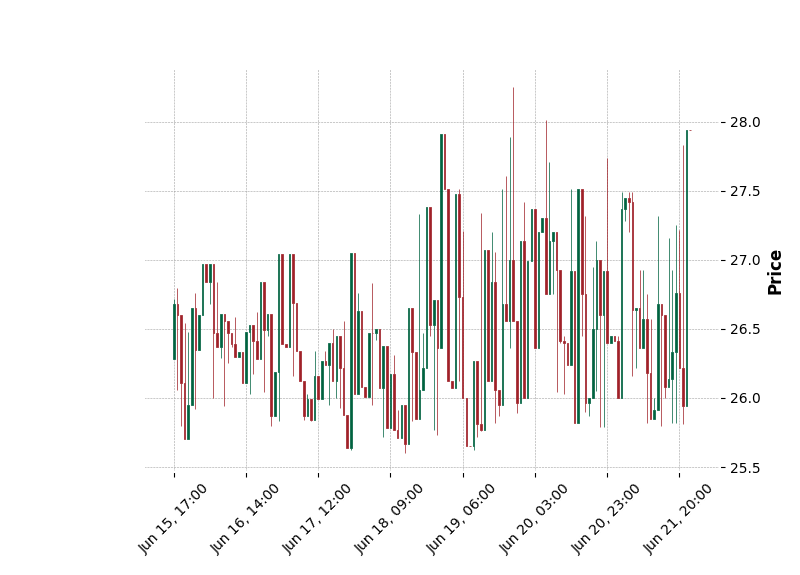 28.0
27.5
27.0
26.5
26.0
25.5
Price
Jun 15, 17:00
Jun 16, 14:00
Jun 17, 12:00
Jun 18, 09:00
Jun 19, 06:00
Jun 20, 03:00
Jun 20, 23:00
Jun 21, 20:00